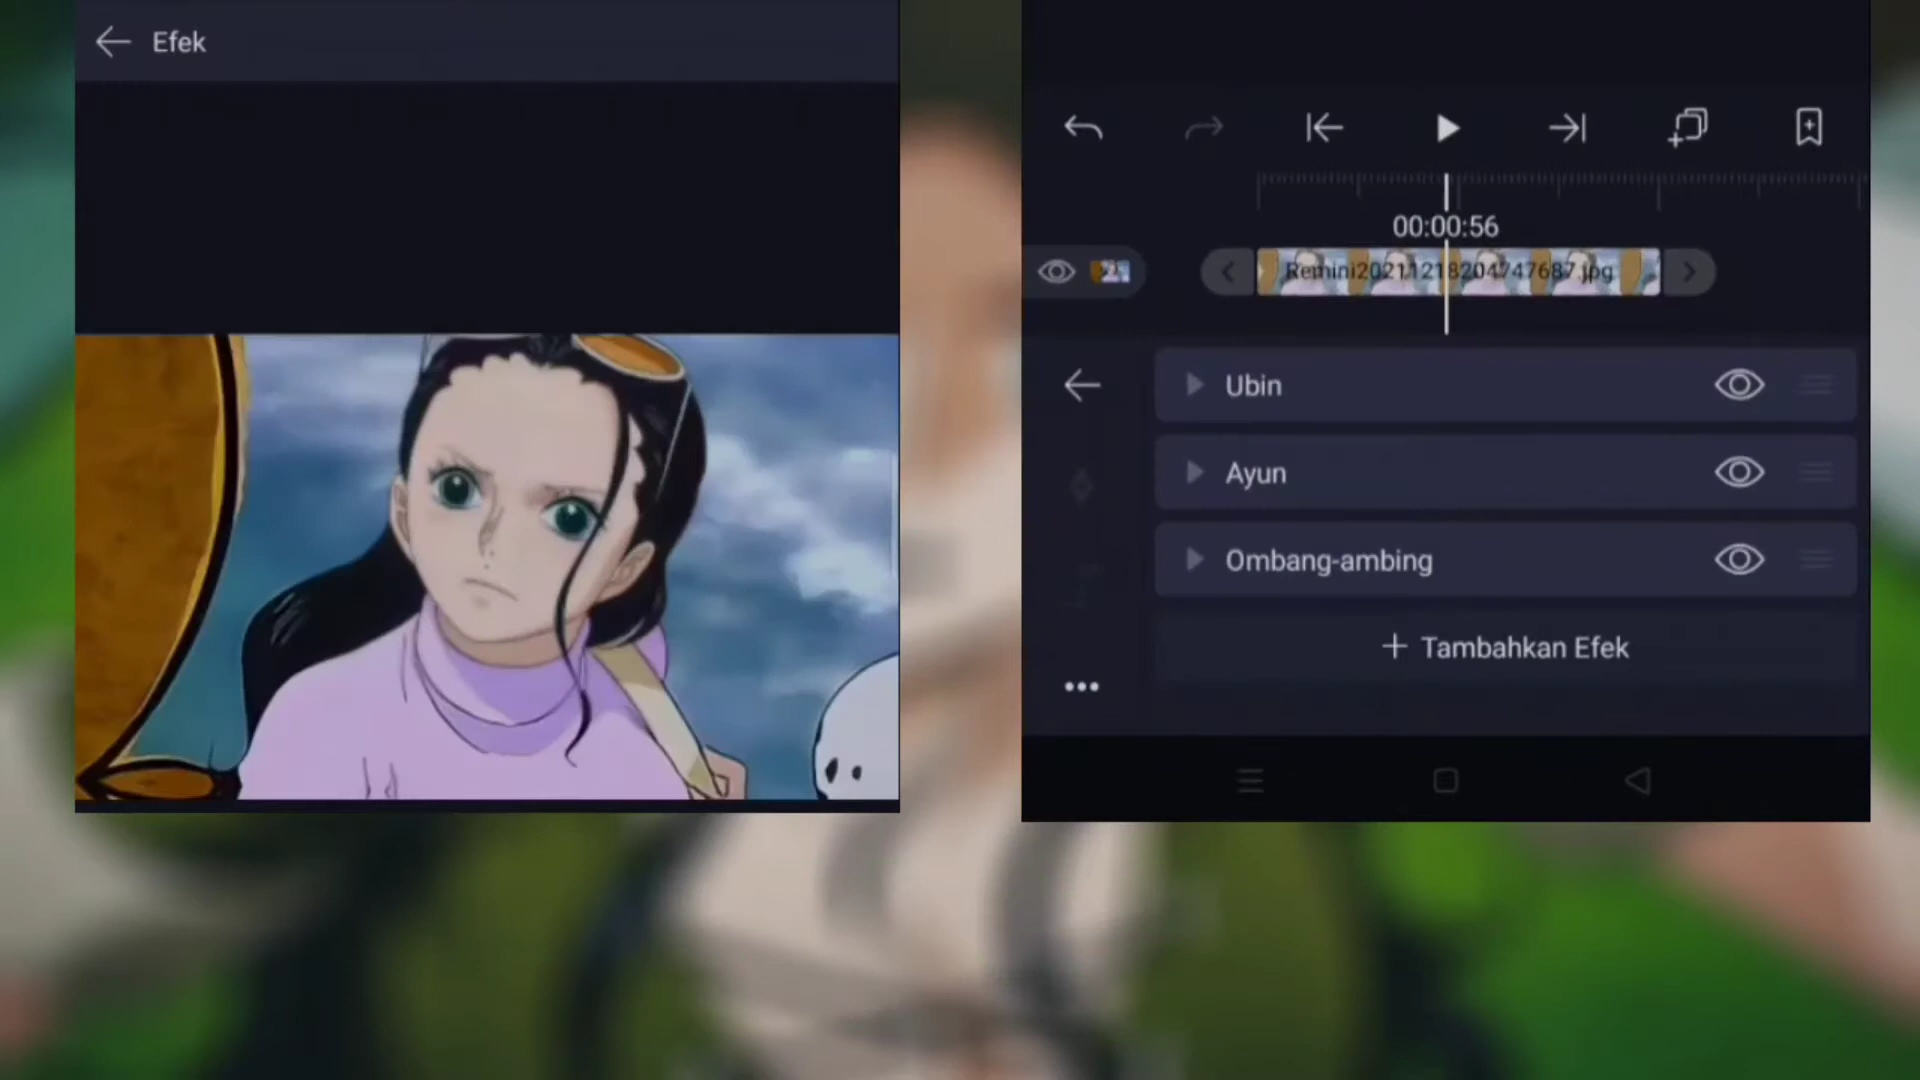 Efek
00:00:56
Remini20211218204747687.jpg
Ubin
Ayun
Ombang-ambing
+ Tambahkan Efek